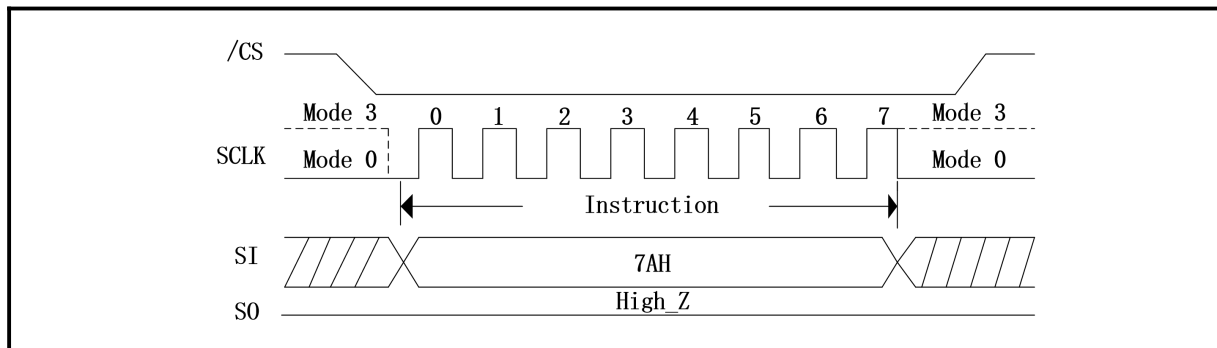 /CS
Mode 3 0 1 2 3 4 5 6 7 Mode 3
SCLK
Mode 0 Mode 0
Instruction
SI
7AH
High_Z
SO